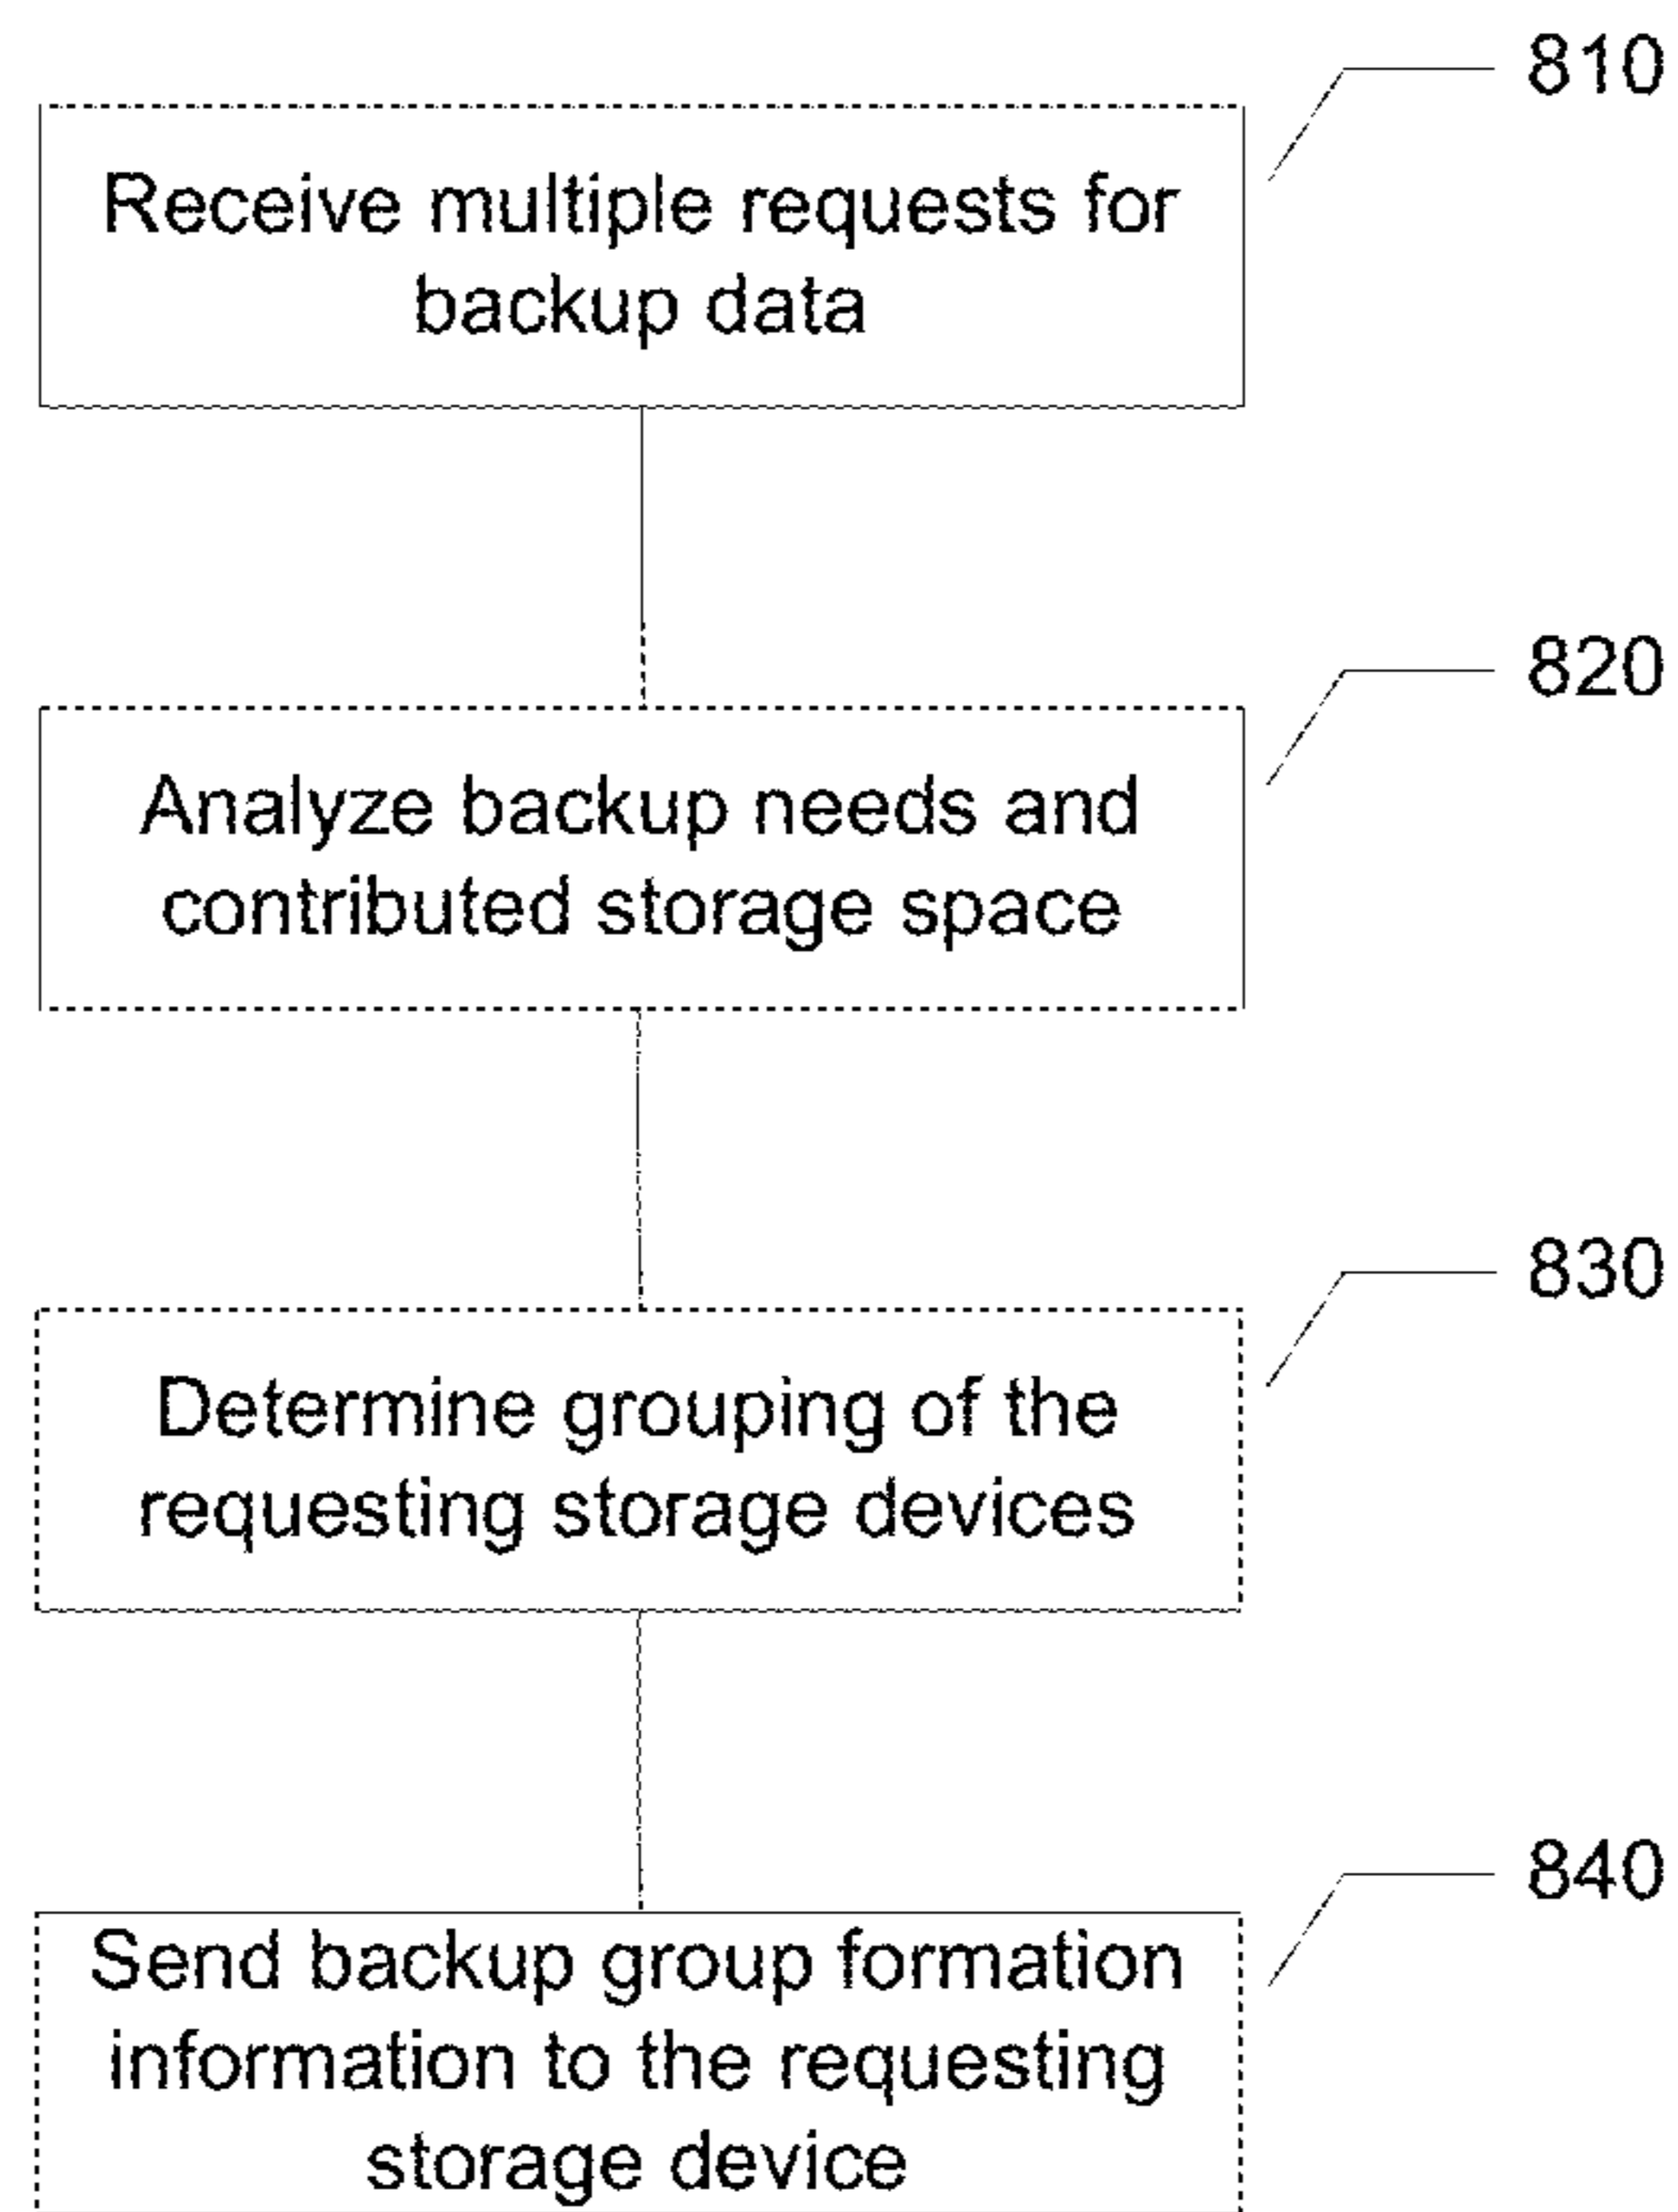 810
Receive multiple requests for
backup data
820
Analyze backup needs and
contributed storage space
830
Determine grouping of the
requesting storage devices
840
Send backup group formation
information to the requesting
storage device